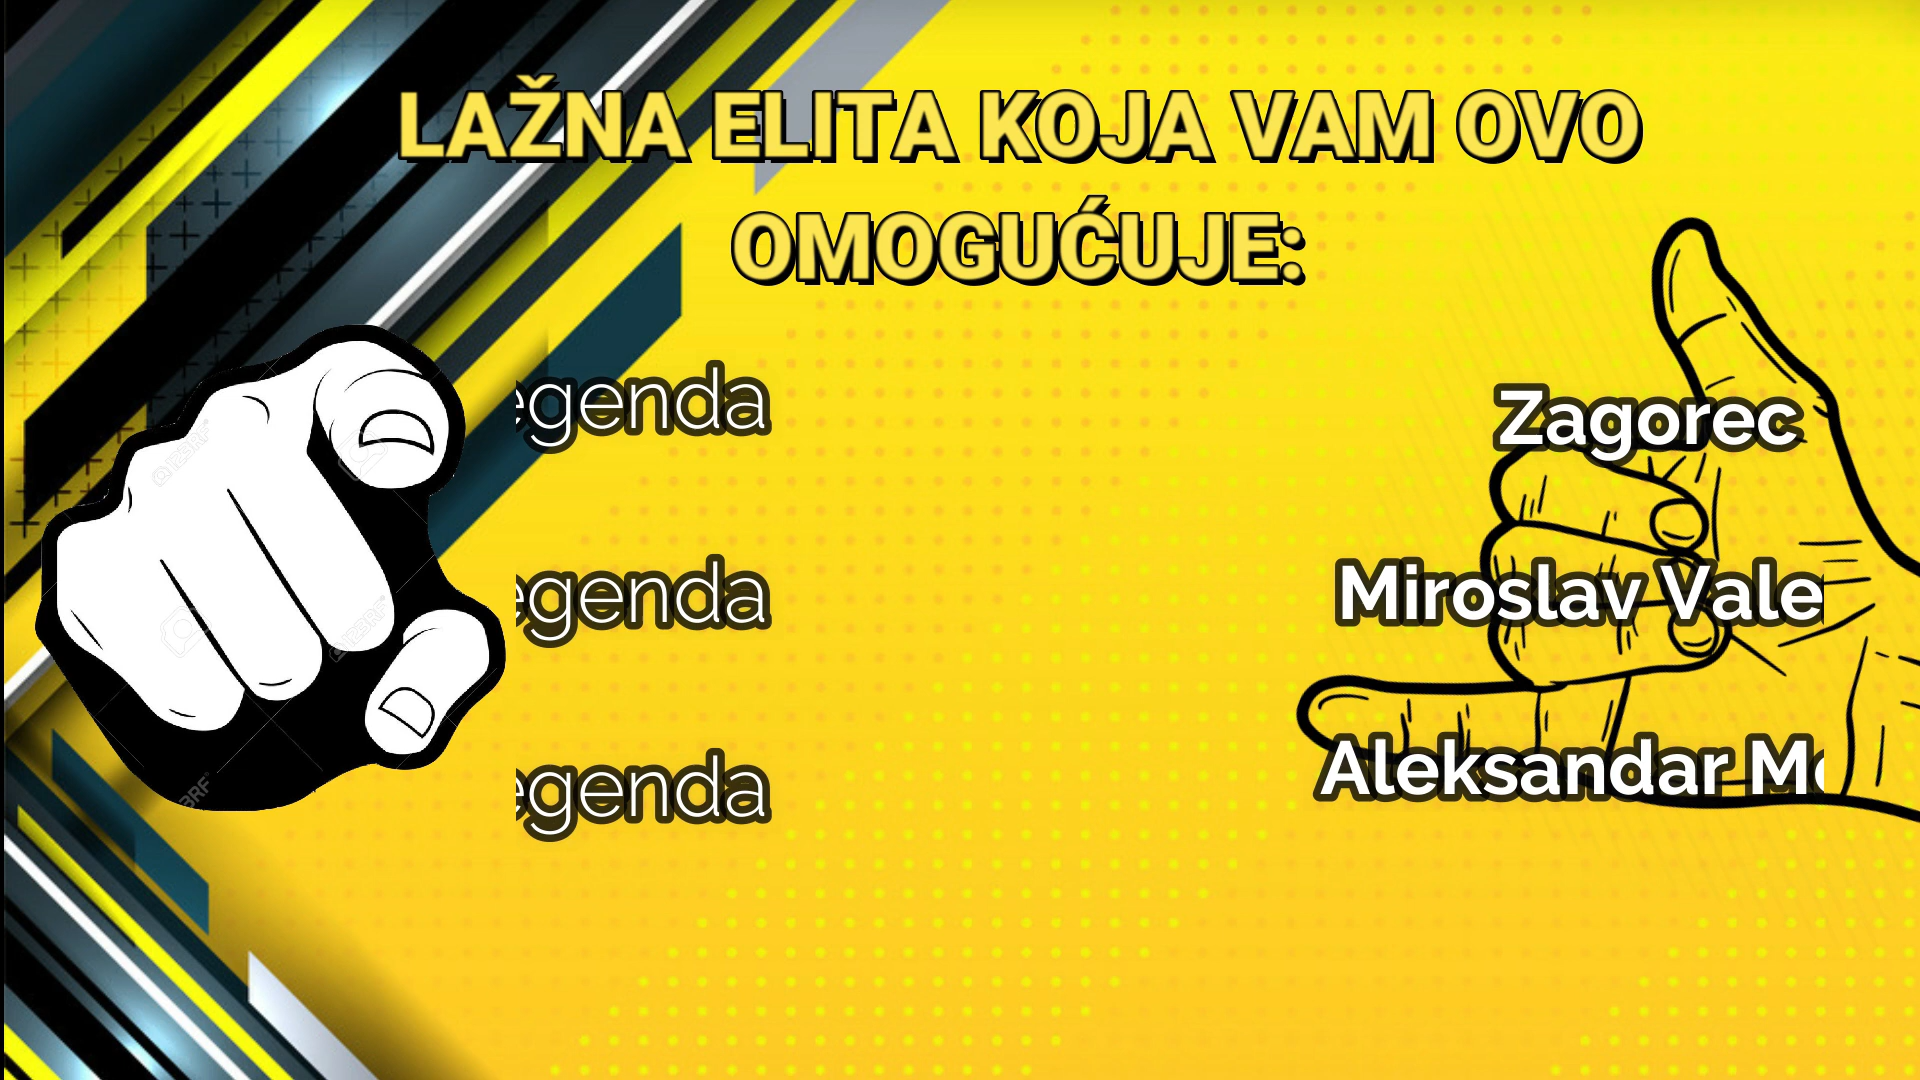 LAŽNA ELITA KOJA VAM OVO
OMOGUĆUJE:
egenda
Zagorec
egenda
Miroslav Vale
egenda
Aleksandar M